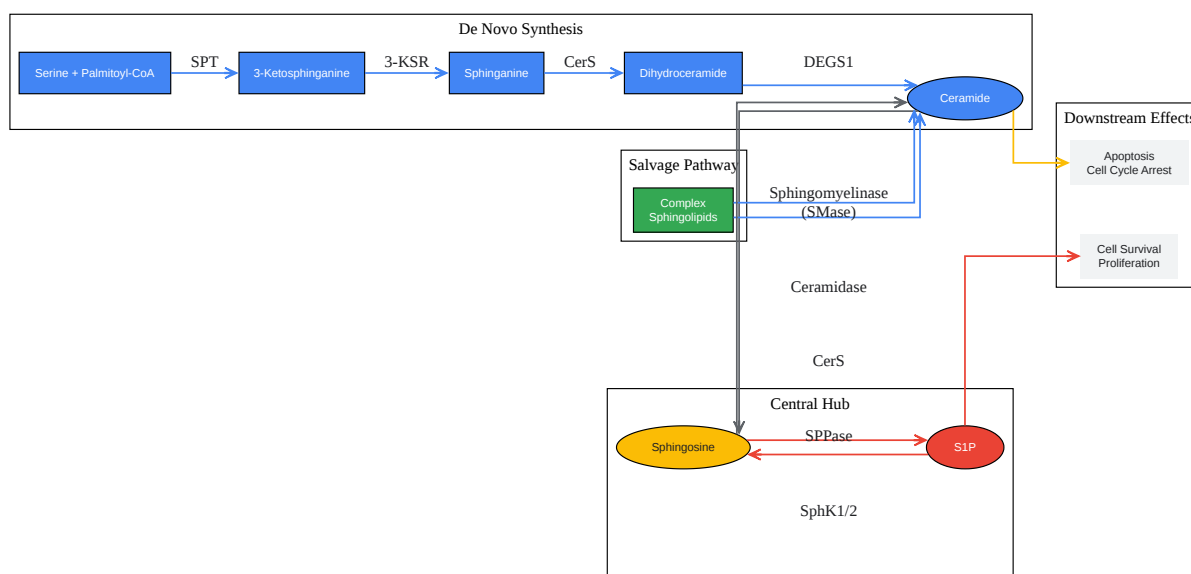 De Novo Synthesis
Serine + Palmitoyl-CoA
SPT
3-Ketosphinganine
3-KSR
Sphinganine
CerS
Dihydroceramide
DEGS1
Ceramide
Downstream Effects
Apoptosis
Cell Cycle Arrest
Salvage Pathway
Complex
Sphingolipids
Sphingomyelinase
(SMase)
Cell Survival
Proliferation
Ceramidase
CerS
Central Hub
Sphingosine
SPPase
S1P
SphK1/2